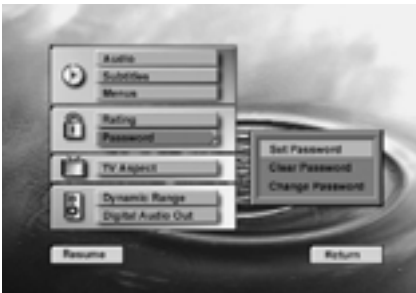 Audio
Subtitles
Menus
Rating
Password
TV Aspect
Dynamic Range
Digital Audio Out
Set Password
Clear Password
Change Password
Resume
Return